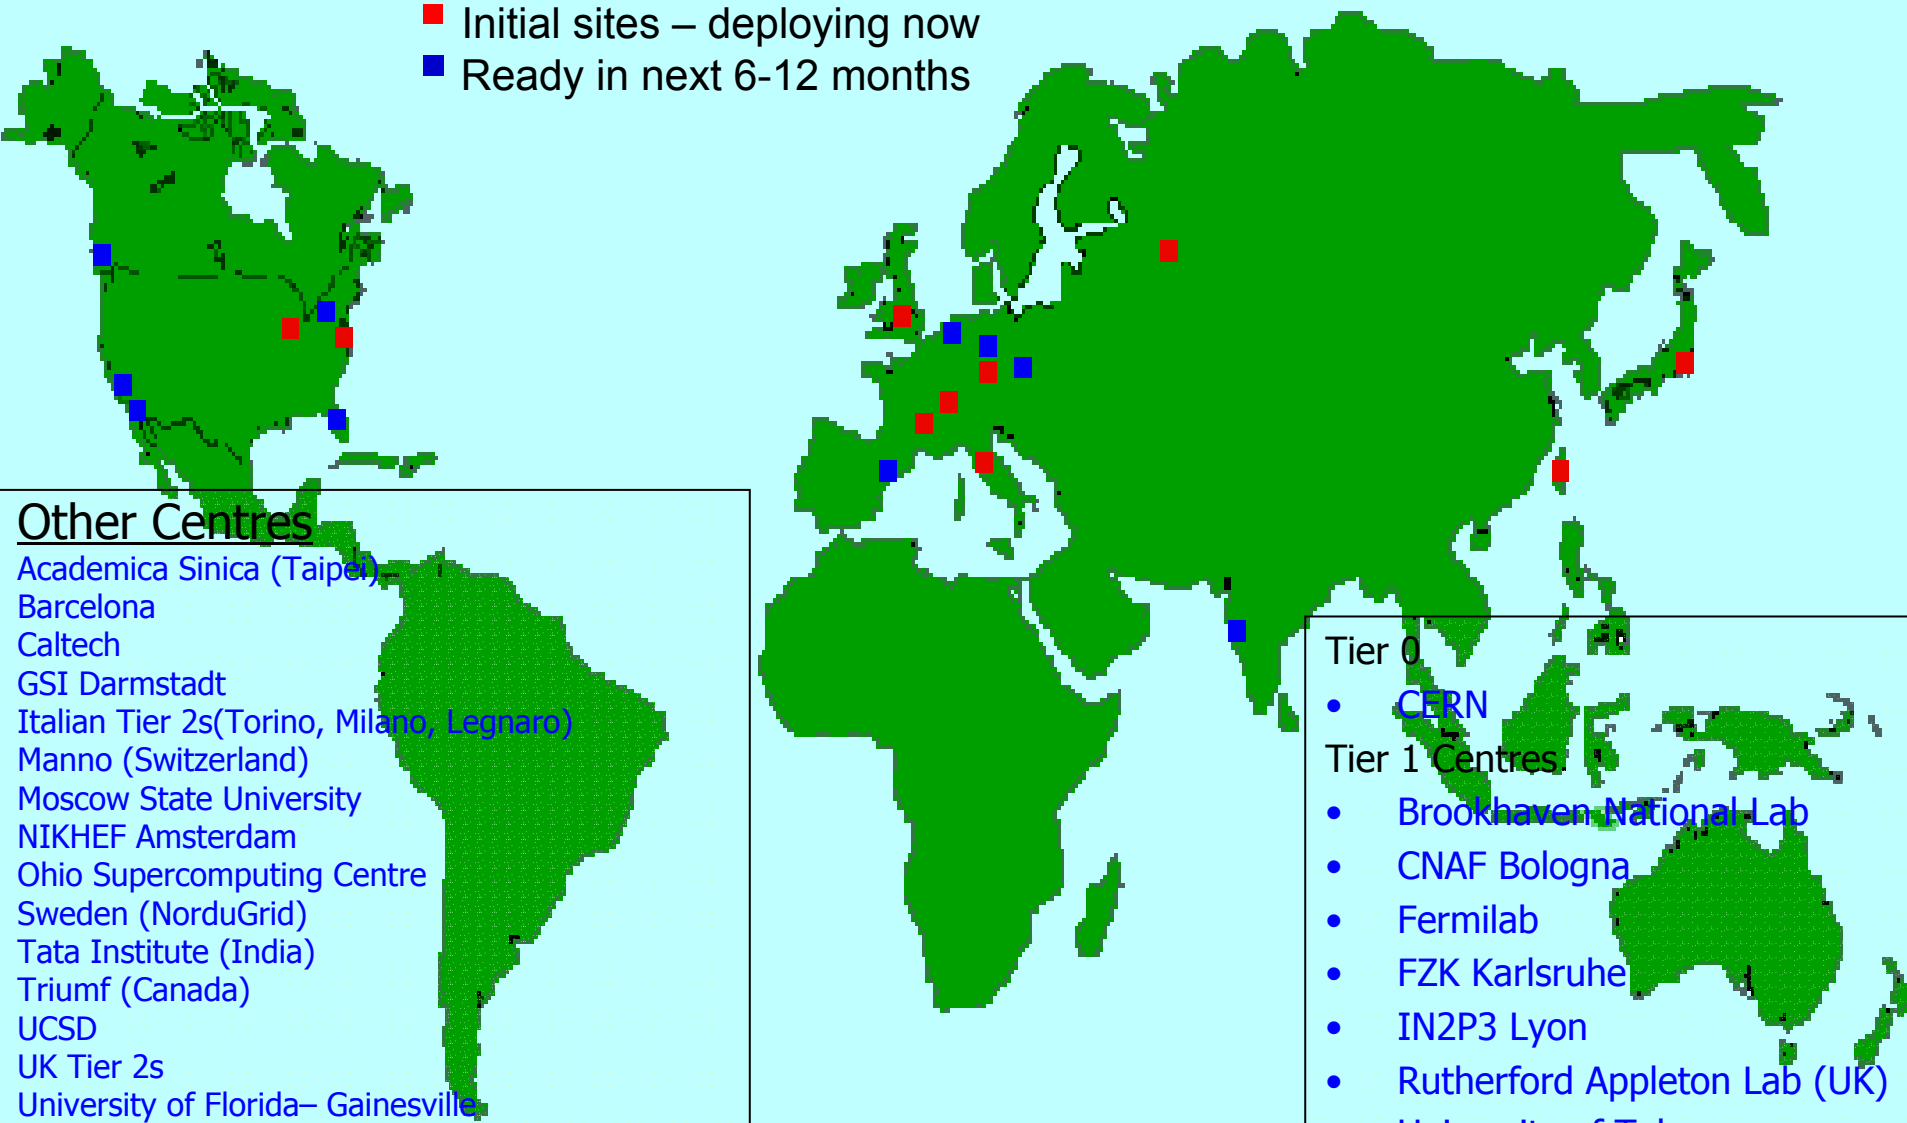 Initial sites – deploying now
Ready in next 6-12 months
Other Centres
Academica Sinica (Taipei)
Barcelona
Caltech
GSI Darmstadt
Italian Tier 2s(Torino, Milano, Legnaro)
Manno (Switzerland)
Moscow State University
NIKHEF Amsterdam
Ohio Supercomputing Centre
Sweden (NorduGrid)
Tata Institute (India)
Triumf (Canada)
UCSD
UK Tier 2s
University of Florida– Gainesville
Tier 0
• CERN
Tier 1 Centres
• Brookhaven National Lab
• CNAF Bologna
• Fermilab
• FZK Karlsruhe
• IN2P3 Lyon
• Rutherford Appleton Lab (UK)
University of